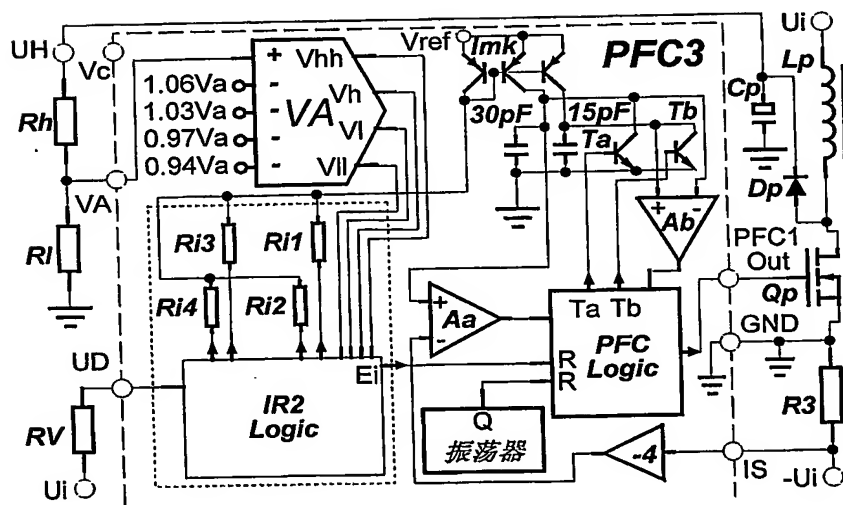 UH
Vc
Vref
Imk
PFC3
Ui
Lp
Cp
+
Vhh
1.06Va
-
Vh
1.03Va
-
VA
Vl
0.97Va
-
0.94Va
-
Vll
Rh
30pF
15pF
Ta
Tb
VA
Dp
+
-
Ab
Rl
Ri3
Ri1
PFC1
Out
Ri4
Ri2
+
Aa
-
Ta
Tb
Qp
PFC
Logic
GND
UD
Ei
R
R
IR2
Logic
RV
Q
振荡器
-4
R3
IS
Ui
-Ui